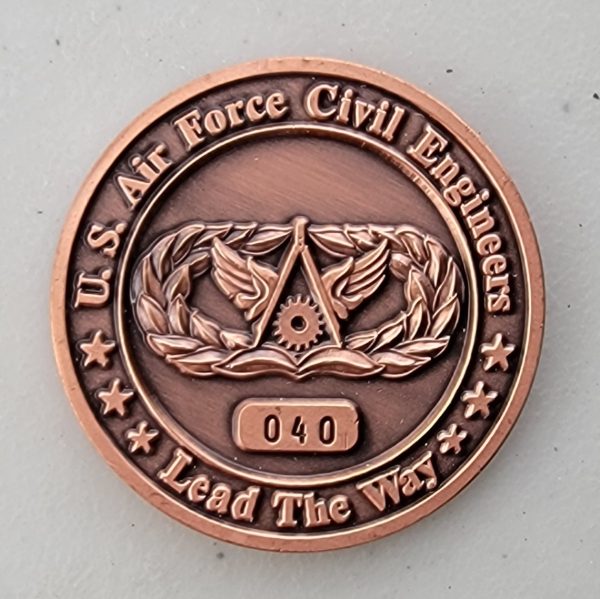 U.S. Air Force Civil Engineers
040
Lead The Way